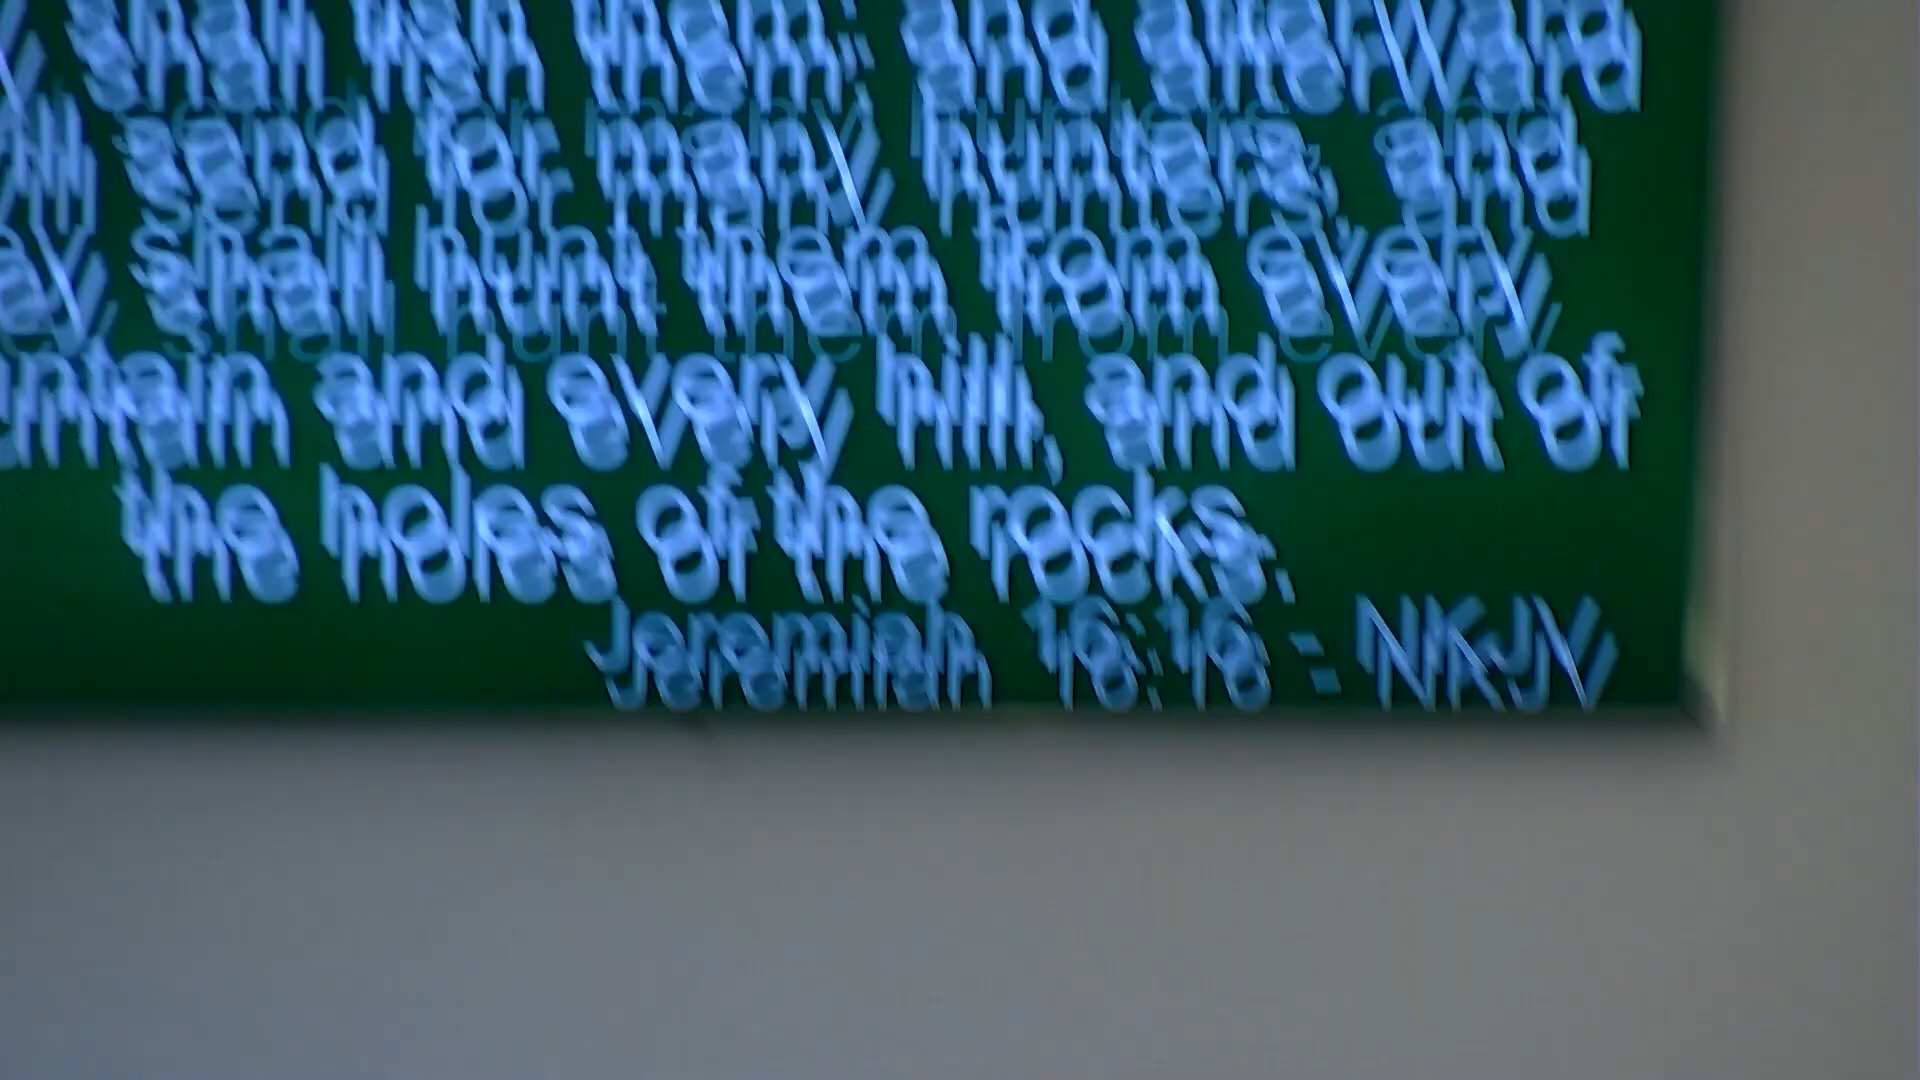 shall fish them; and afterward
send for many hunters, and
shall hunt them from every
and every hill, and out of
the holes of the rocks.
Jeremiah 16:16 - NKJV